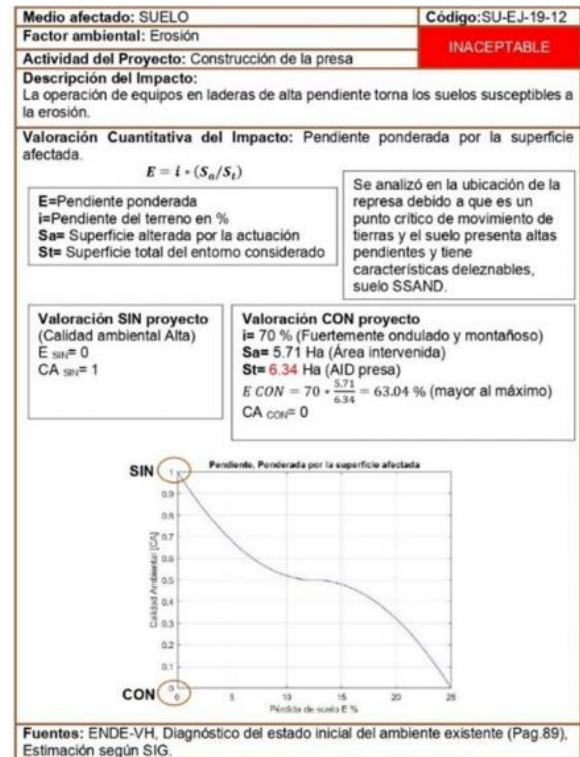 Medio afectado: SUELO
Código:SU-EJ-19-12
Factor ambiental: Erosión
INACEPTABLE
Actividad del Proyecto: Construcción de la presa
Descripción del Impacto:
La operación de equipos en laderas de alta pendiente torna los suelos susceptibles a
la erosión.
Valoración Cuantitativa del Impacto: Pendiente ponderada por la superficie
afectada.
E = i * (Sa/St)
E=Pendiente ponderada
i=Pendiente del terreno en %
Sa= Superficie alterada por la actuación
St= Superficie total del entorno considerado
Se analizó en la ubicación de la
represa debido a que es un
punto crítico de movimiento de
tierras y el suelo presenta altas
pendientes y tiene
características deleznables,
suelo SSAND.
Valoración SIN proyecto
(Calidad ambiental Alta)
E SIN= 0
CA SIN= 1
Valoración CON proyecto
i= 70 % (Fuertemente ondulado y montañoso)
Sa= 5.71 Ha (Área intervenida)
St= 6.34 Ha (AID presa)
E CON = 70 * 5.71/6.34 = 63.04 % (mayor al máximo)
CA CON= 0
Pendiente, Ponderada por la superficie afectada
SIN
1
0.9
0.8
0.7
0.6
0.5
0.4
0.3
0.2
0.1
0
Calidad Ambiental [CA]
CON
0 5 10 15 20 25
Pérdida de suelo E %
Fuentes: ENDE-VH, Diagnóstico del estado inicial del ambiente existente (Pag.89),
Estimación según SIG.